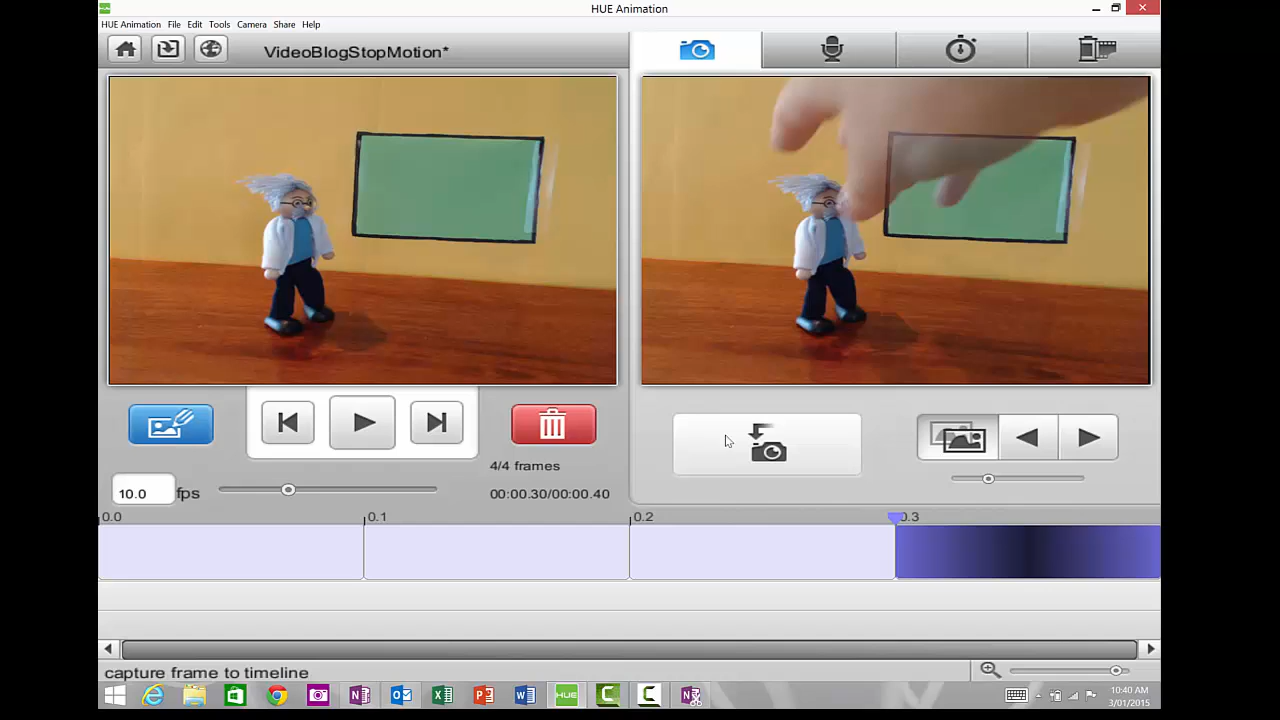 HUE Animation
HUE Animation File Edit Tools Camera Share Help
VideoBlogStopMotion*
4/4 frames
10.0 fps
00:00.30/00:00.40
0.0 0.1 0.2 0.3
capture frame to timeline
HUE
10:40 AM
3/01/2015